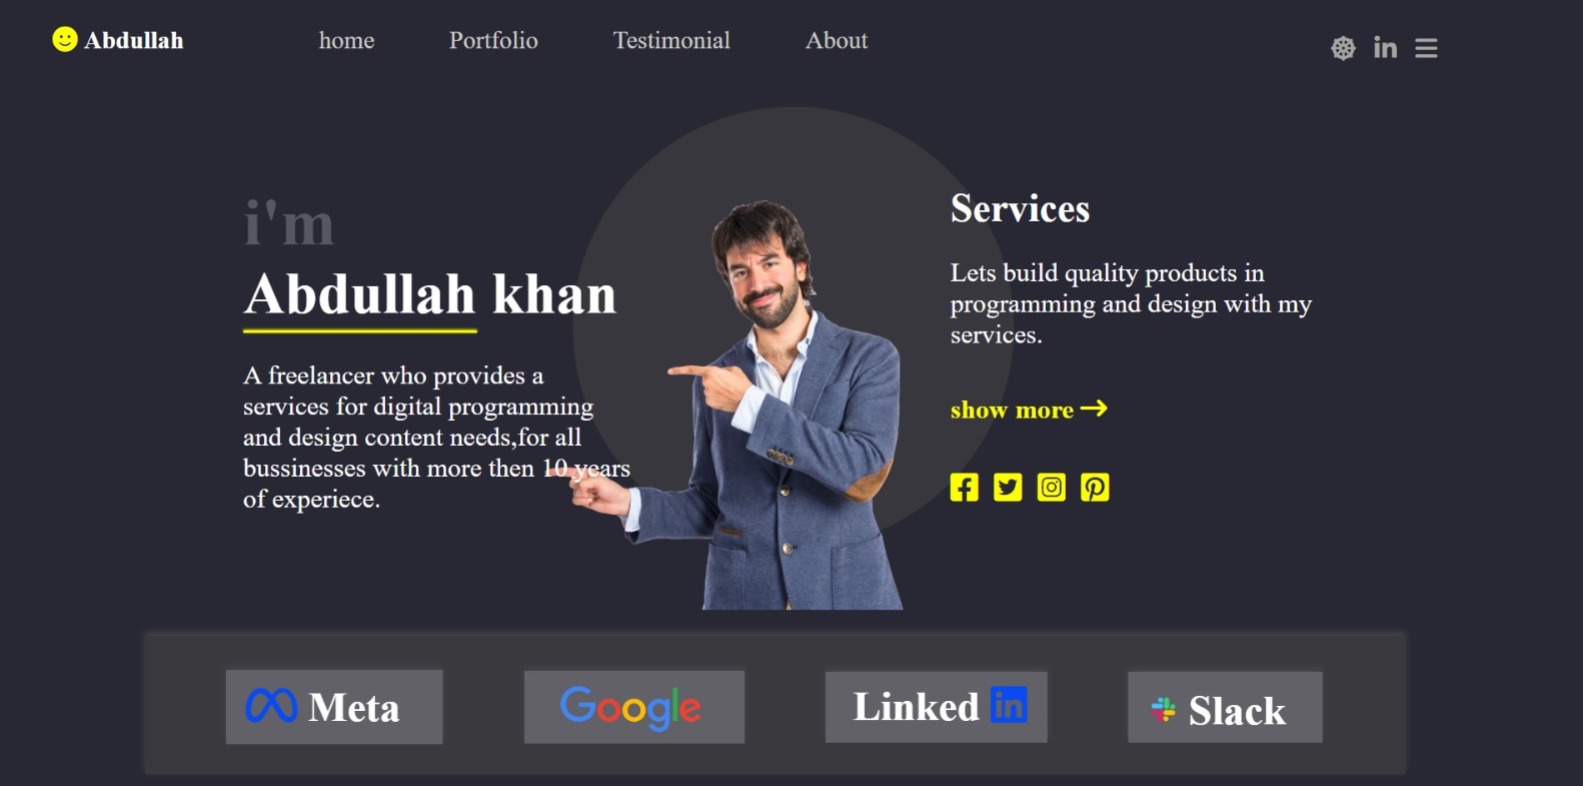 Abdullah
home
Portfolio
Testimonial
About
in
i'm
Abdullah khan
A freelancer who provides a
services for digital programming
and design content needs,for all
bussinesses with more then 10 years
of experiece.
Services
Lets build quality products in
programming and design with my
services.
show more
Meta
Google
Linked in
Slack